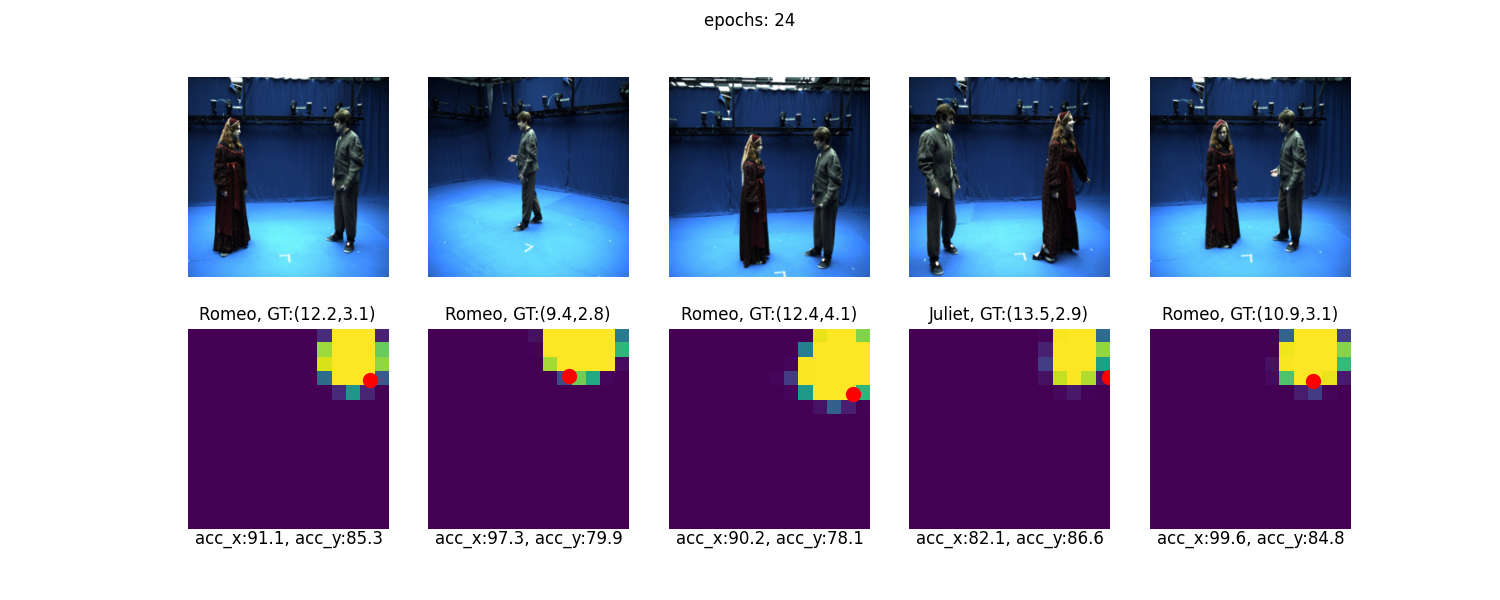 epochs: 24
Romeo, GT:(12.2,3.1)
Romeo, GT:(9.4,2.8)
Romeo, GT:(12.4,4.1)
Juliet, GT:(13.5,2.9)
Romeo, GT:(10.9,3.1)
acc_x:91.1, acc_y:85.3
acc_x:97.3, acc_y:79.9
acc_x:90.2, acc_y:78.1
acc_x:82.1, acc_y:86.6
acc_x:99.6, acc_y:84.8